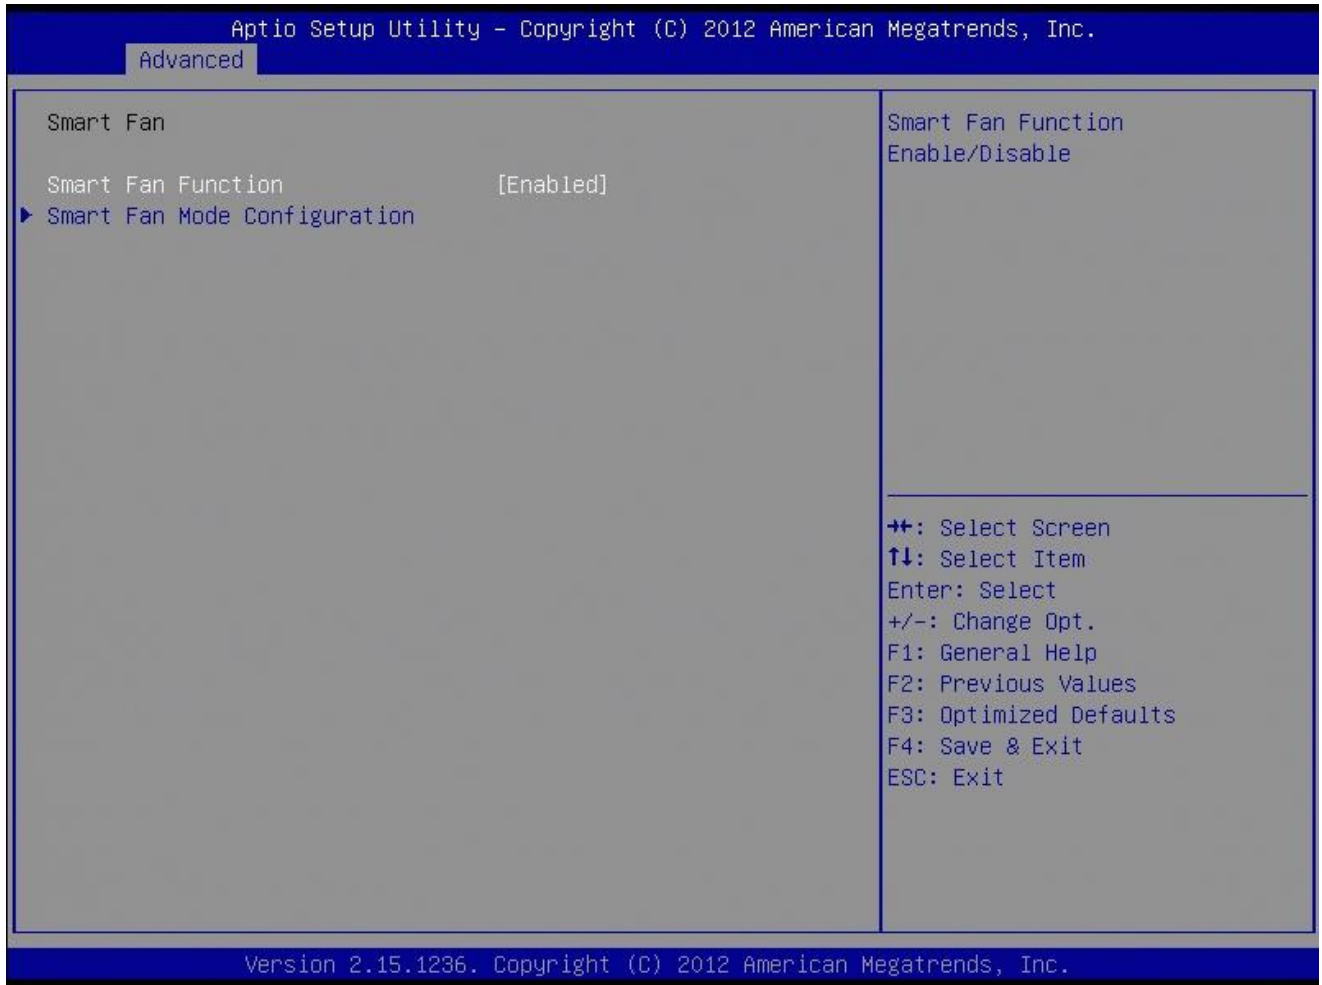 Aptio Setup Utility – Copyright (C) 2012 American Megatrends, Inc.
Advanced
Smart Fan
Smart Fan Function [Enabled]
Smart Fan Mode Configuration
Smart Fan Function
Enable/Disable
→←: Select Screen
↑↓: Select Item
Enter: Select
+/-: Change Opt.
F1: General Help
F2: Previous Values
F3: Optimized Defaults
F4: Save & Exit
ESC: Exit
Version 2.15.1236. Copyright (C) 2012 American Megatrends, Inc.